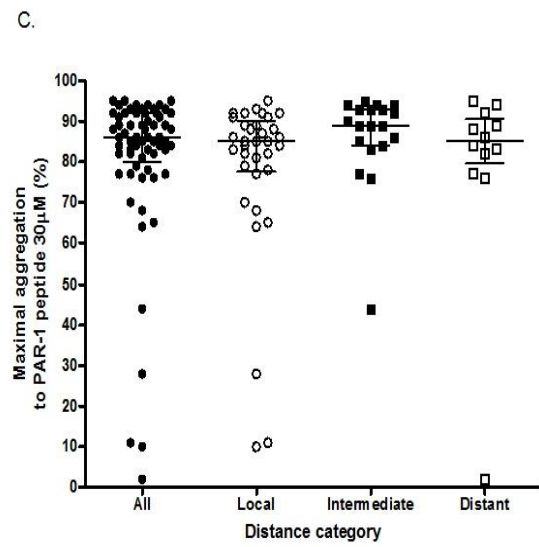 C.
Maximal aggregation
to PAR-1 peptide 30µM (%)
100
90
80
70
60
50
40
30
20
10
0
All Local Intermediate Distant
Distance category